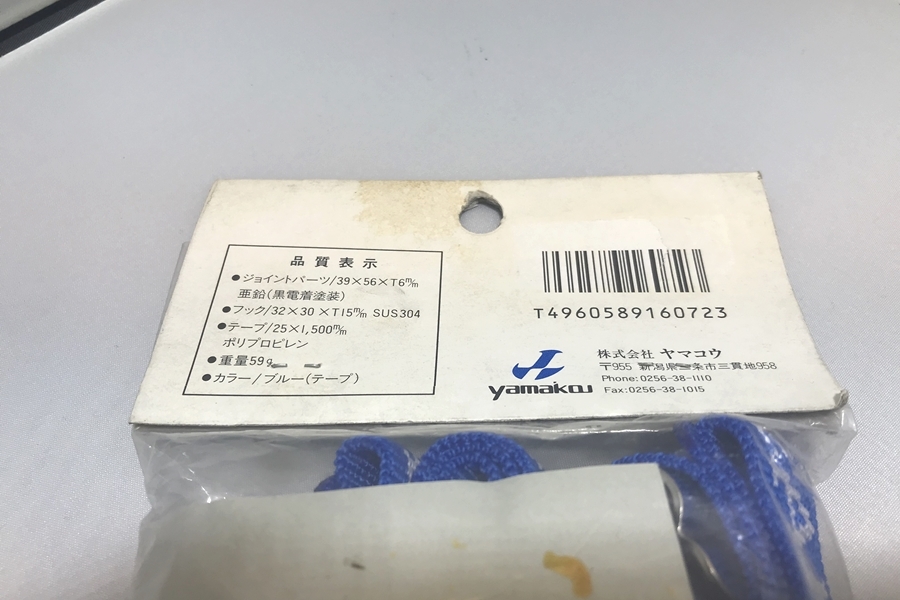 品質表示
●ジョイントパーツ/39×56×T6㎜
亜鉛(黒電着塗装)
●フック/32×30×T15㎜ SUS304
●テープ/25×1,500㎜
ポリプロピレン
●重量59g
●カラー/ブルー(テープ)
T4960589160723
yamakou
株式会社 ヤマコウ
〒955 新潟県三条市三貫地958
Phone:0256-38-1110
Fax:0256-38-1015